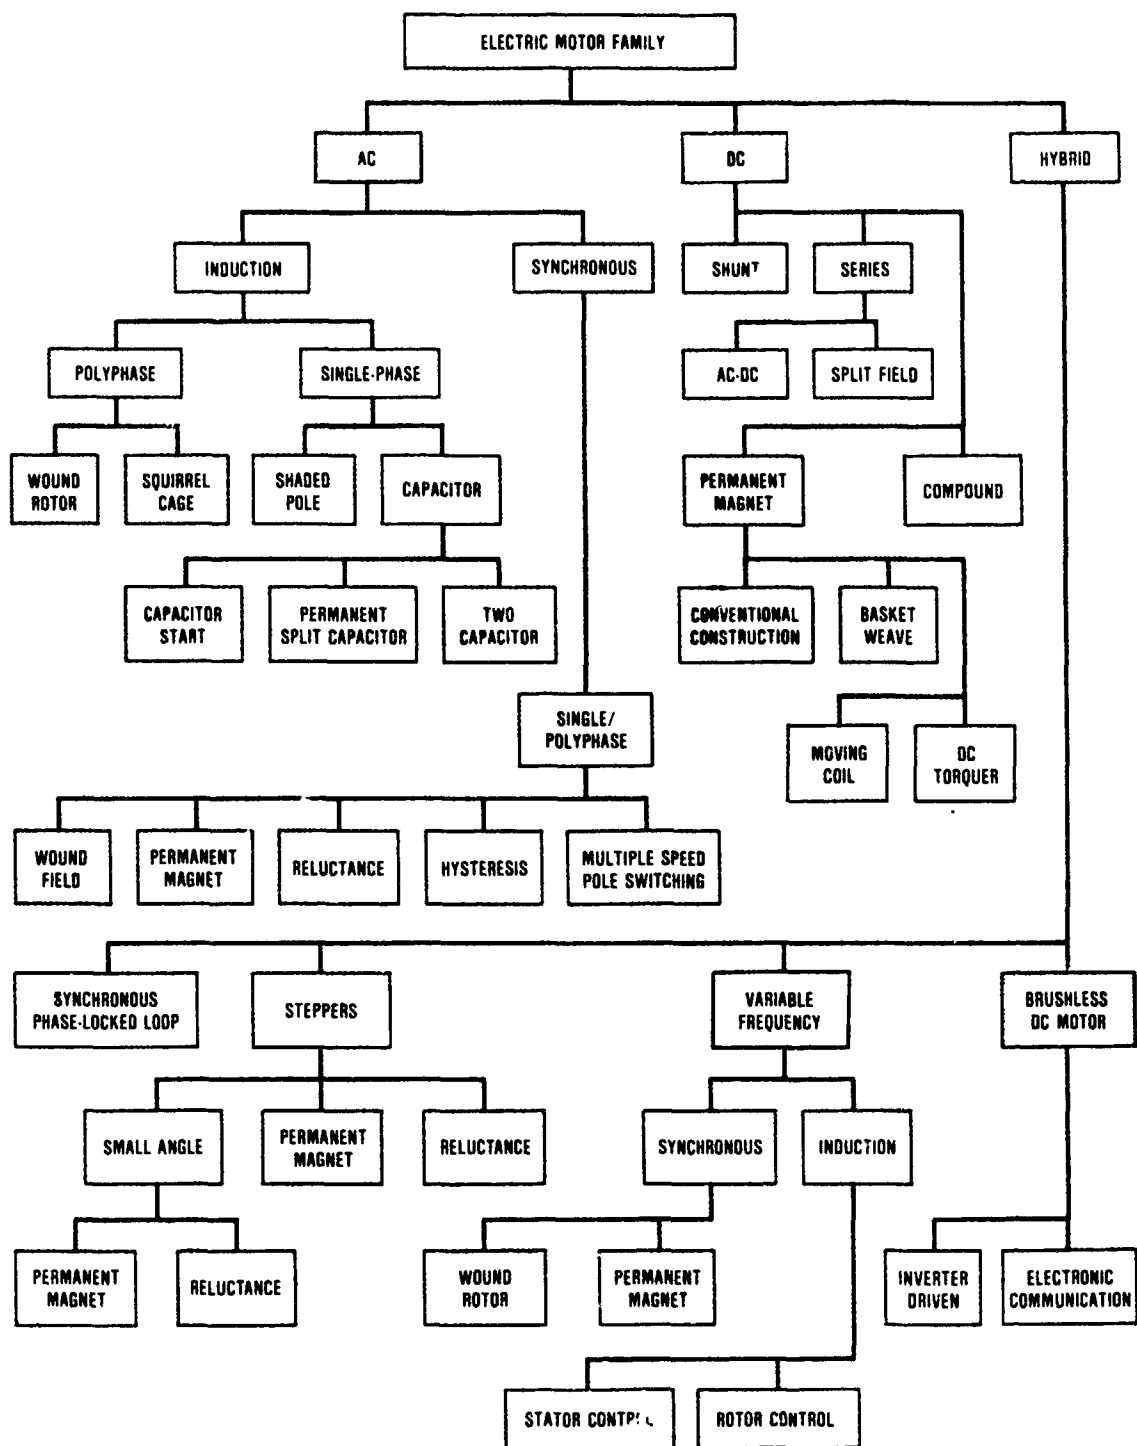 ELECTRIC MOTOR FAMILY
AC
DC
HYBRID
INDUCTION
SYNCHRONOUS
SHUNT
SERIES
POLYPHASE
SINGLE-PHASE
AC-DC
SPLIT FIELD
WOUND
ROTOR
SQUIRREL
CAGE
SHADED
POLE
CAPACITOR
PERMANENT
MAGNET
COMPOUND
CAPACITOR
START
PERMANENT
SPLIT CAPACITOR
TWO
CAPACITOR
CONVENTIONAL
CONSTRUCTION
BASKET
WEAVE
SINGLE/
POLYPHASE
MOVING
COIL
DC
TORQUER
WOUND
FIELD
PERMANENT
MAGNET
RELUCTANCE
HYSTERESIS
MULTIPLE SPEED
POLE SWITCHING
SYNCHRONOUS
PHASE-LOCKED LOOP
STEPPERS
VARIABLE
FREQUENCY
BRUSHLESS
DC MOTOR
SMALL ANGLE
PERMANENT
MAGNET
RELUCTANCE
SYNCHRONOUS
INDUCTION
PERMANENT
MAGNET
RELUCTANCE
WOUND
ROTOR
PERMANENT
MAGNET
INVERTER
DRIVEN
ELECTRONIC
COMMUNICATION
STATOR CONTROL
ROTOR CONTROL